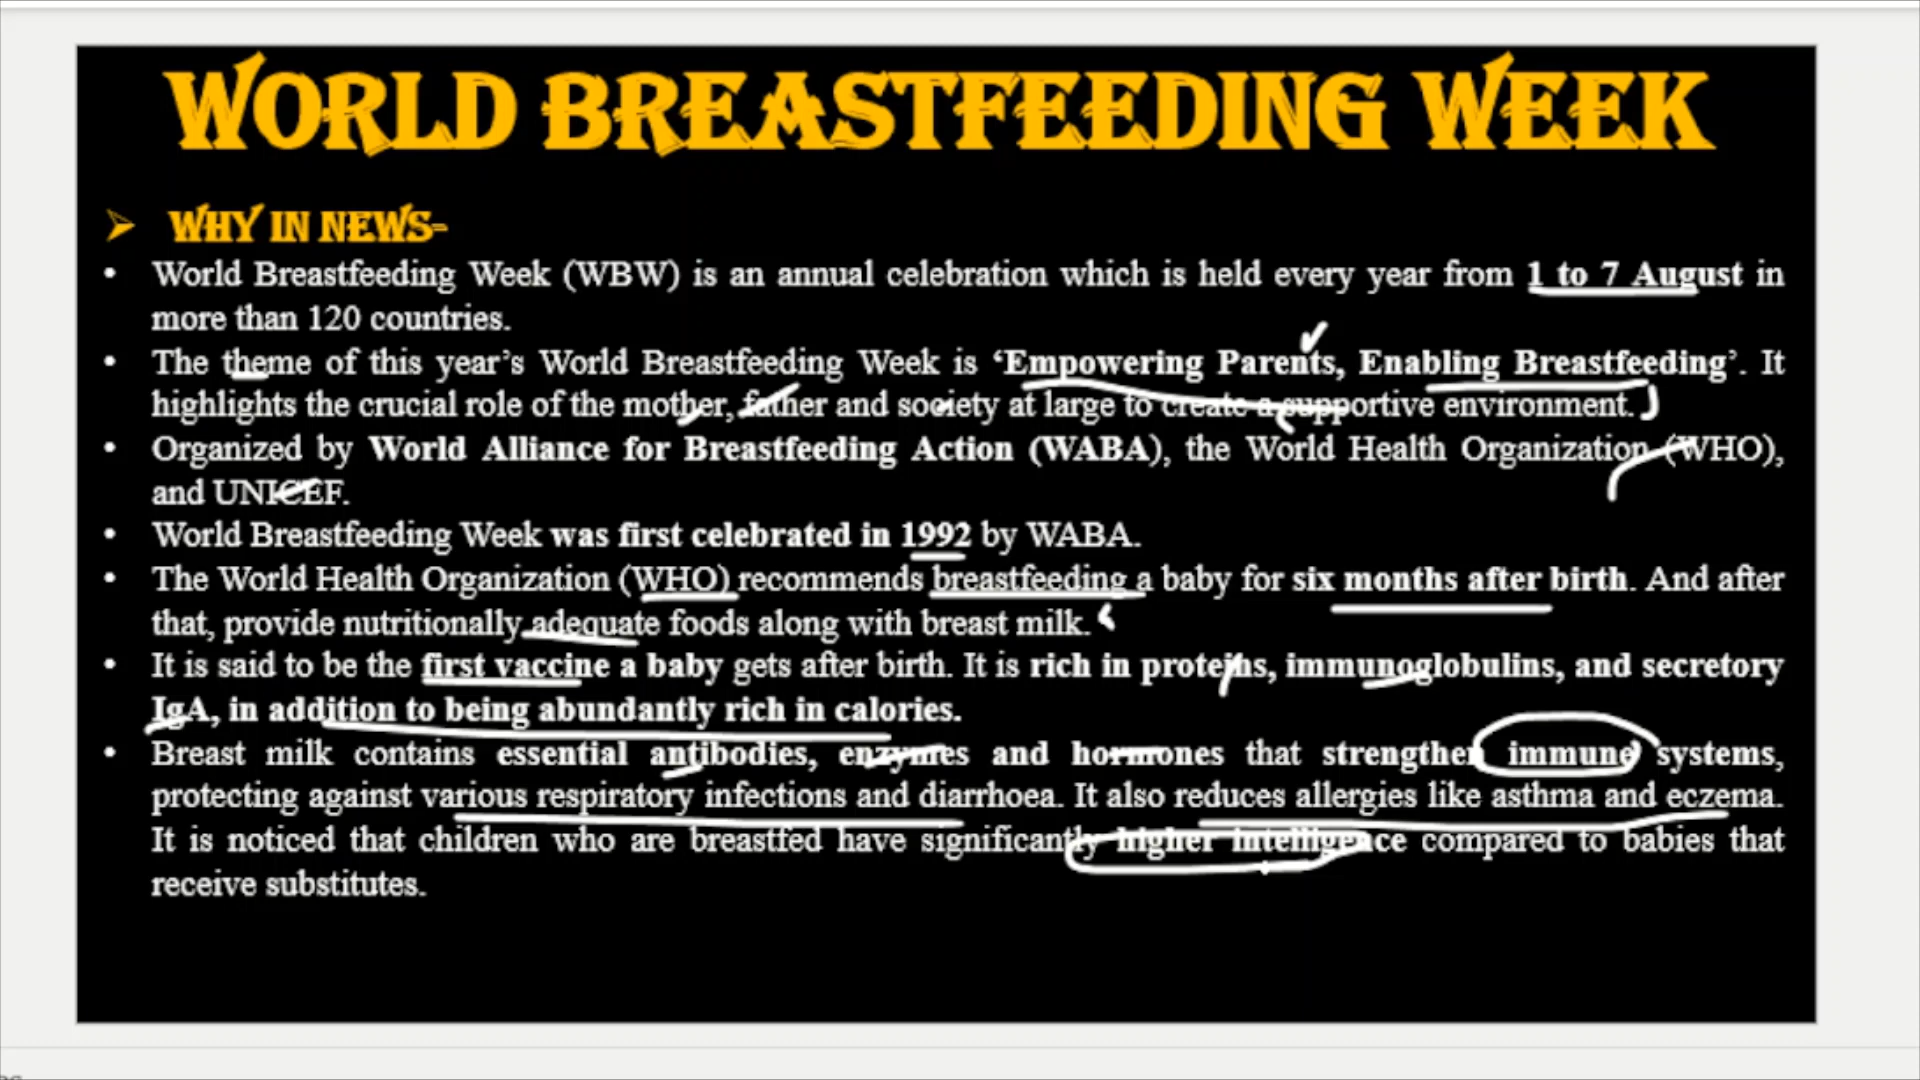 WORLD BREASTFEEDING WEEK
➢ WHY IN NEWS-
• World Breastfeeding Week (WBW) is an annual celebration which is held every year from 1 to 7 August in
more than 120 countries.
• The theme of this year’s World Breastfeeding Week is ‘Empowering Parents, Enabling Breastfeeding’. It
highlights the crucial role of the mother, father and society at large to create a supportive environment.
• Organized by World Alliance for Breastfeeding Action (WABA), the World Health Organization (WHO),
and UNICEF.
• World Breastfeeding Week was first celebrated in 1992 by WABA.
• The World Health Organization (WHO) recommends breastfeeding a baby for six months after birth. And after
that, provide nutritionally adequate foods along with breast milk.
• It is said to be the first vaccine a baby gets after birth. It is rich in proteins, immunoglobulins, and secretory
IgA, in addition to being abundantly rich in calories.
• Breast milk contains essential antibodies, enzymes and hormones that strengthen immune systems,
protecting against various respiratory infections and diarrhoea. It also reduces allergies like asthma and eczema.
It is noticed that children who are breastfed have significantly higher intelligence compared to babies that
receive substitutes.